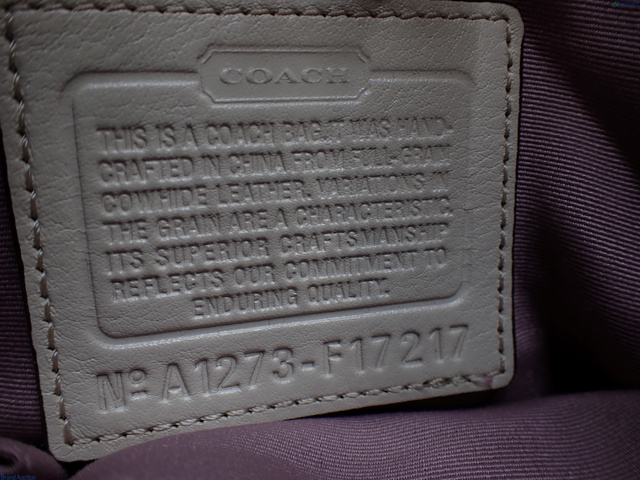 COACH
THIS IS A COACH BAG. IT WAS HAND-
CRAFTED IN CHINA FROM FULL-GRAIN
COWHIDE LEATHER. VARIATIONS IN
THE GRAIN ARE A CHARACTERISTIC.
ITS SUPERIOR CRAFTSMANSHIP
REFLECTS OUR COMMITMENT TO
ENDURING QUALITY.
No A1273-F17217